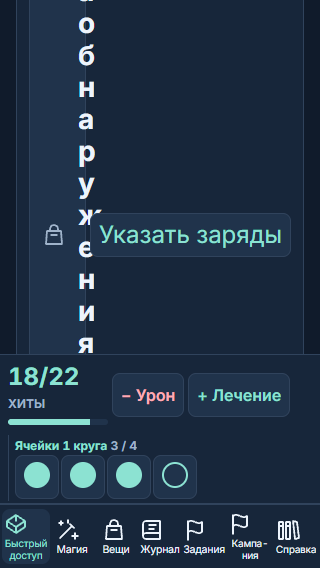 обнаружения
Указать заряды
18/22
ХИТЫ
− Урон
+ Лечение
Ячейки 1 круга 3 / 4
Быстрый
доступ
Магия
Вещи
Журнал
Задания
Кампа-
ния
Справка